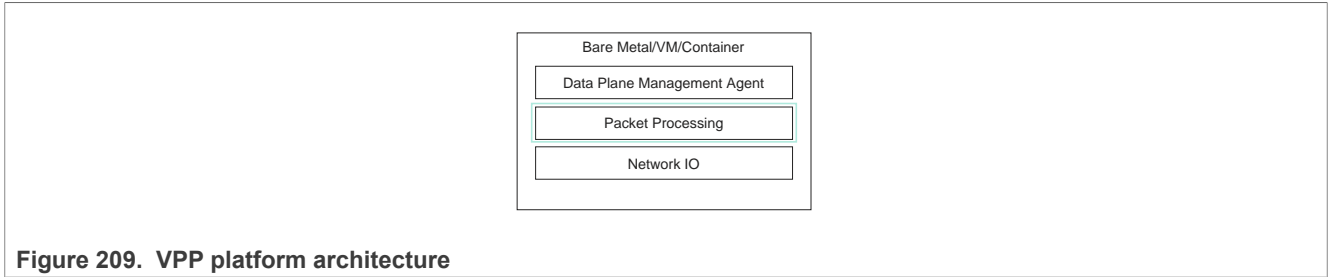 Bare Metal/VM/Container
Data Plane Management Agent
Packet Processing
Network IO
Figure 209. VPP platform architecture